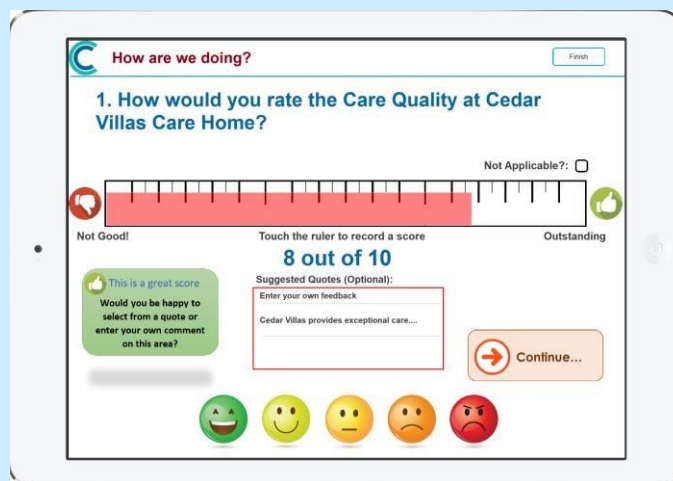 How are we doing?
Finish
1. How would you rate the Care Quality at Cedar
Villas Care Home?
Not Applicable?:
Not Good!
Touch the ruler to record a score
Outstanding
8 out of 10
This is a great score
Would you be happy to
select from a quote or
enter your own comment
on this area?
Suggested Quotes (Optional):
Enter your own feedback
Cedar Villas provides exceptional care....
Continue...